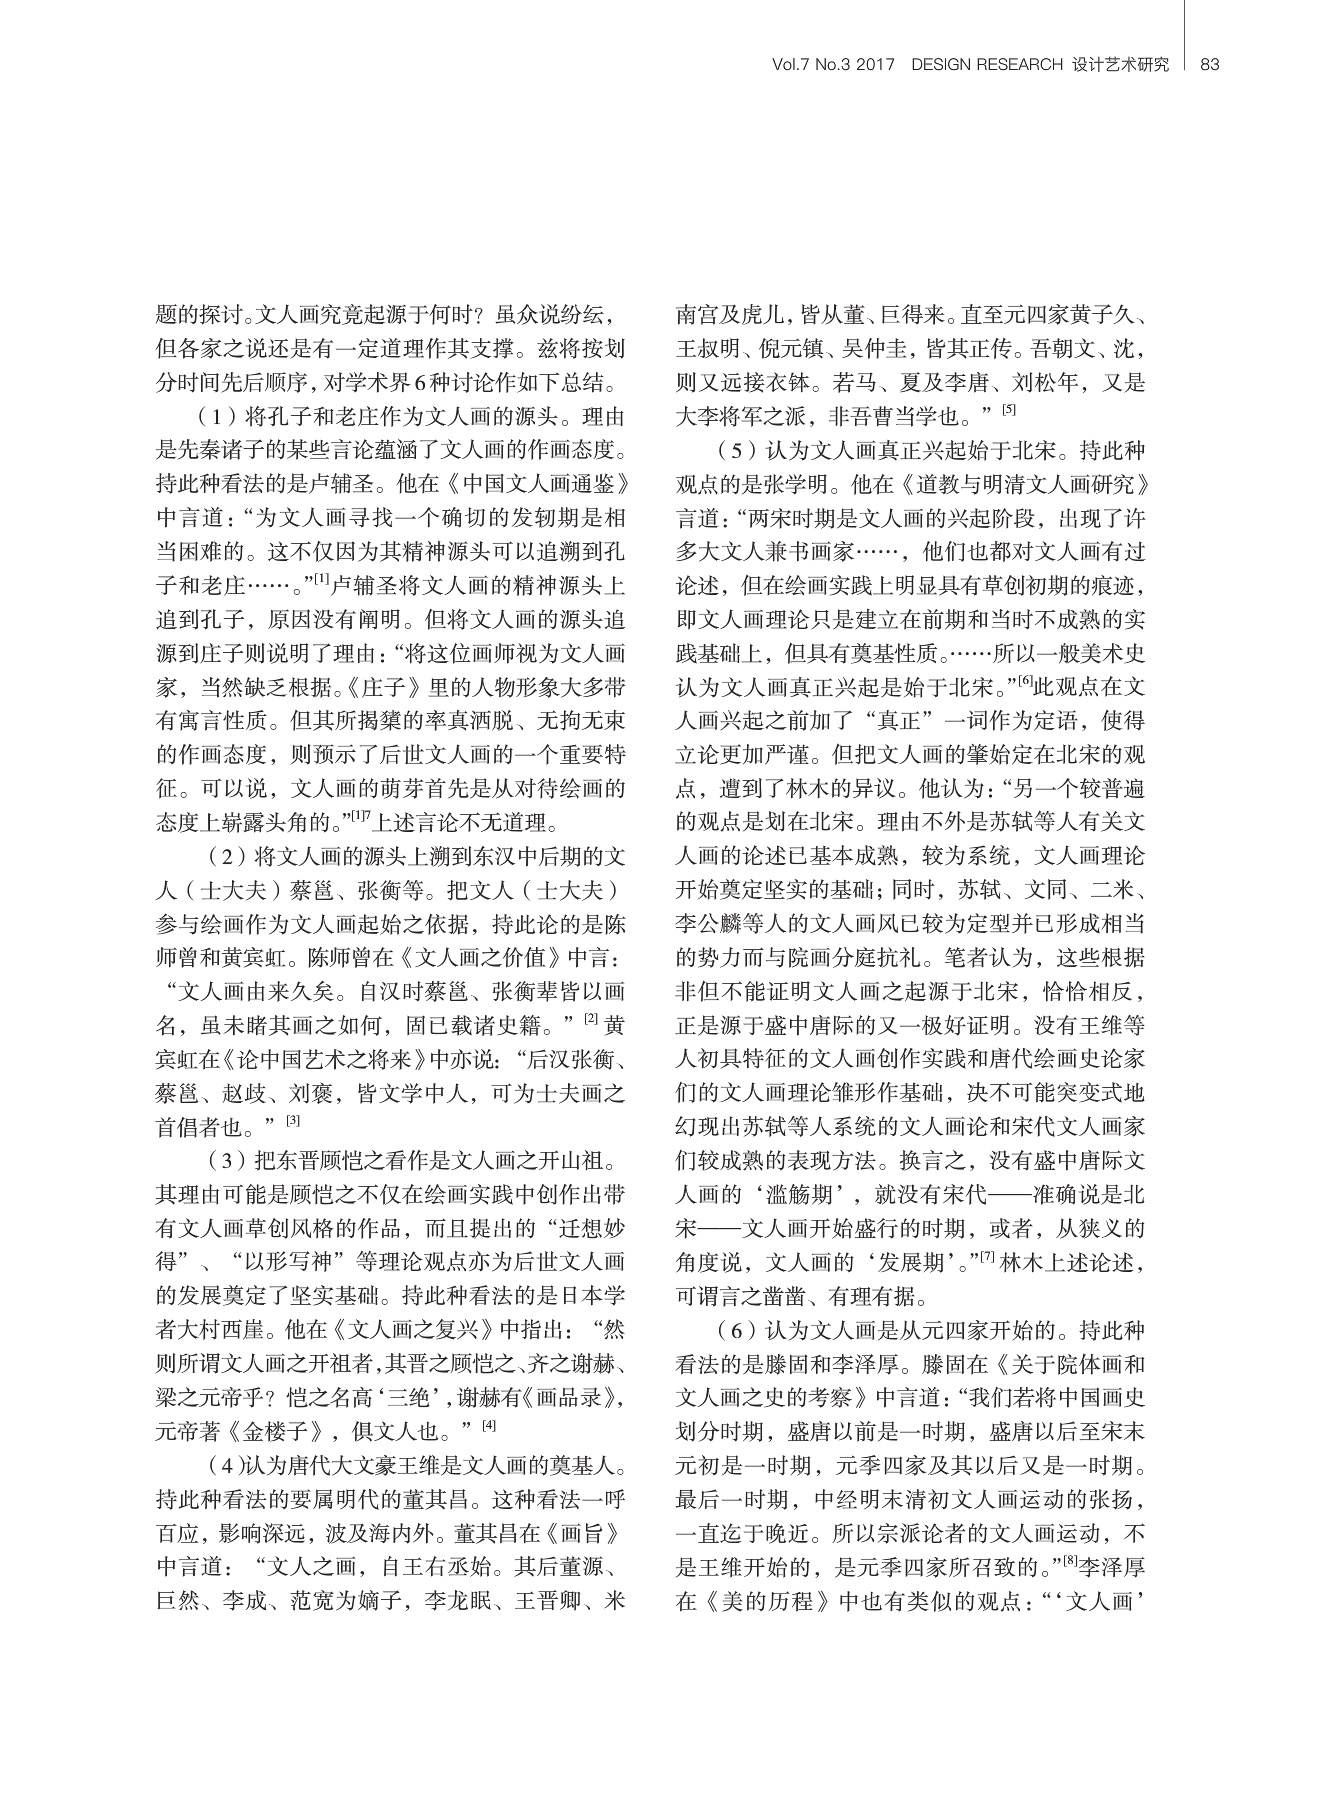 Vol.7 No.3 2017 DESIGN RESEARCH 设计艺术研究 83
题的探讨。文人画究竟起源于何时？虽众说纷纭，
但各家之说还是有一定道理作其支撑。兹将按划
分时间先后顺序，对学术界6种讨论作如下总结。
（1）将孔子和老庄作为文人画的源头。理由
是先秦诸子的某些言论蕴涵了文人画的作画态度。
持此种看法的是卢辅圣。他在《中国文人画通鉴》
中言道：“为文人画寻找一个确切的发轫期是相
当困难的。这不仅因为其精神源头可以追溯到孔
子和老庄……。”[1]卢辅圣将文人画的精神源头上
追到孔子，原因没有阐明。但将文人画的源头追
源到庄子则说明了理由：“将这位画师视为文人画
家，当然缺乏根据。《庄子》里的人物形象大多带
有寓言性质。但其所揭橥的率真洒脱、无拘无束
的作画态度，则预示了后世文人画的一个重要特
征。可以说，文人画的萌芽首先是从对待绘画的
态度上崭露头角的。”[1]7上述言论不无道理。
（2）将文人画的源头上溯到东汉中后期的文
人（士大夫）蔡邕、张衡等。把文人（士大夫）
参与绘画作为文人画起始之依据，持此论的是陈
师曾和黄宾虹。陈师曾在《文人画之价值》中言：
“文人画由来久矣。自汉时蔡邕、张衡辈皆以画
名，虽未睹其画之如何，固已载诸史籍。”[2]黄
宾虹在《论中国艺术之将来》中亦说：“后汉张衡、
蔡邕、赵歧、刘褒，皆文学中人，可为士夫画之
首倡者也。”[3]
（3）把东晋顾恺之看作是文人画之开山祖。
其理由可能是顾恺之不仅在绘画实践中创作出带
有文人画草创风格的作品，而且提出的“迁想妙
得”、“以形写神”等理论观点亦为后世文人画
的发展奠定了坚实基础。持此种看法的是日本学
者大村西崖。他在《文人画之复兴》中指出：“然
则所谓文人画之开祖者，其晋之顾恺之、齐之谢赫、
梁之元帝乎？恺之名高‘三绝’，谢赫有《画品录》，
元帝著《金楼子》，俱文人也。”[4]
（4）认为唐代大文豪王维是文人画的奠基人。
持此种看法的要属明代的董其昌。这种看法一呼
百应，影响深远，波及海内外。董其昌在《画旨》
中言道：“文人之画，自王右丞始。其后董源、
巨然、李成、范宽为嫡子，李龙眠、王晋卿、米
南宫及虎儿，皆从董、巨得来。直至元四家黄子久、
王叔明、倪元镇、吴仲圭，皆其正传。吾朝文、沈，
则又远接衣钵。若马、夏及李唐、刘松年，又是
大李将军之派，非吾曹当学也。”[5]
（5）认为文人画真正兴起始于北宋。持此种
观点的是张学明。他在《道教与明清文人画研究》
言道：“两宋时期是文人画的兴起阶段，出现了许
多大文人兼书画家……，他们也都对文人画有过
论述，但在绘画实践上明显具有草创初期的痕迹，
即文人画理论只是建立在前期和当时不成熟的实
践基础上，但具有奠基性质。……所以一般美术史
认为文人画真正兴起是始于北宋。”[6]此观点在文
人画兴起之前加了“真正”一词作为定语，使得
立论更加严谨。但把文人画的肇始定在北宋的观
点，遭到了林木的异议。他认为：“另一个较普遍
的观点是划在北宋。理由不外是苏轼等人有关文
人画的论述已基本成熟，较为系统，文人画理论
开始奠定坚实的基础；同时，苏轼、文同、二米、
李公麟等人的文人画风已较为定型并已形成相当
的势力而与院画分庭抗礼。笔者认为，这些根据
非但不能证明文人画之起源于北宋，恰恰相反，
正是源于盛中唐际的又一极好证明。没有王维等
人初具特征的文人画创作实践和唐代绘画史论家
们的文人画理论雏形作基础，决不可能突变式地
幻现出苏轼等人系统的文人画论和宋代文人画家
们较成熟的表现方法。换言之，没有盛中唐际文
人画的‘滥觞期’，就没有宋代——准确说是北
宋——文人画开始盛行的时期，或者，从狭义的
角度说，文人画的‘发展期’。”[7]林木上述论述，
可谓言之凿凿、有理有据。
（6）认为文人画是从元四家开始的。持此种
看法的是滕固和李泽厚。滕固在《关于院体画和
文人画之史的考察》中言道：“我们若将中国画史
划分时期，盛唐以前是一时期，盛唐以后至宋末
元初是一时期，元季四家及其以后又是一时期。
最后一时期，中经明末清初文人画运动的张扬，
一直迄于晚近。所以宗派论者的文人画运动，不
是王维开始的，是元季四家所召致的。”[8]李泽厚
在《美的历程》中也有类似的观点：“‘文人画’